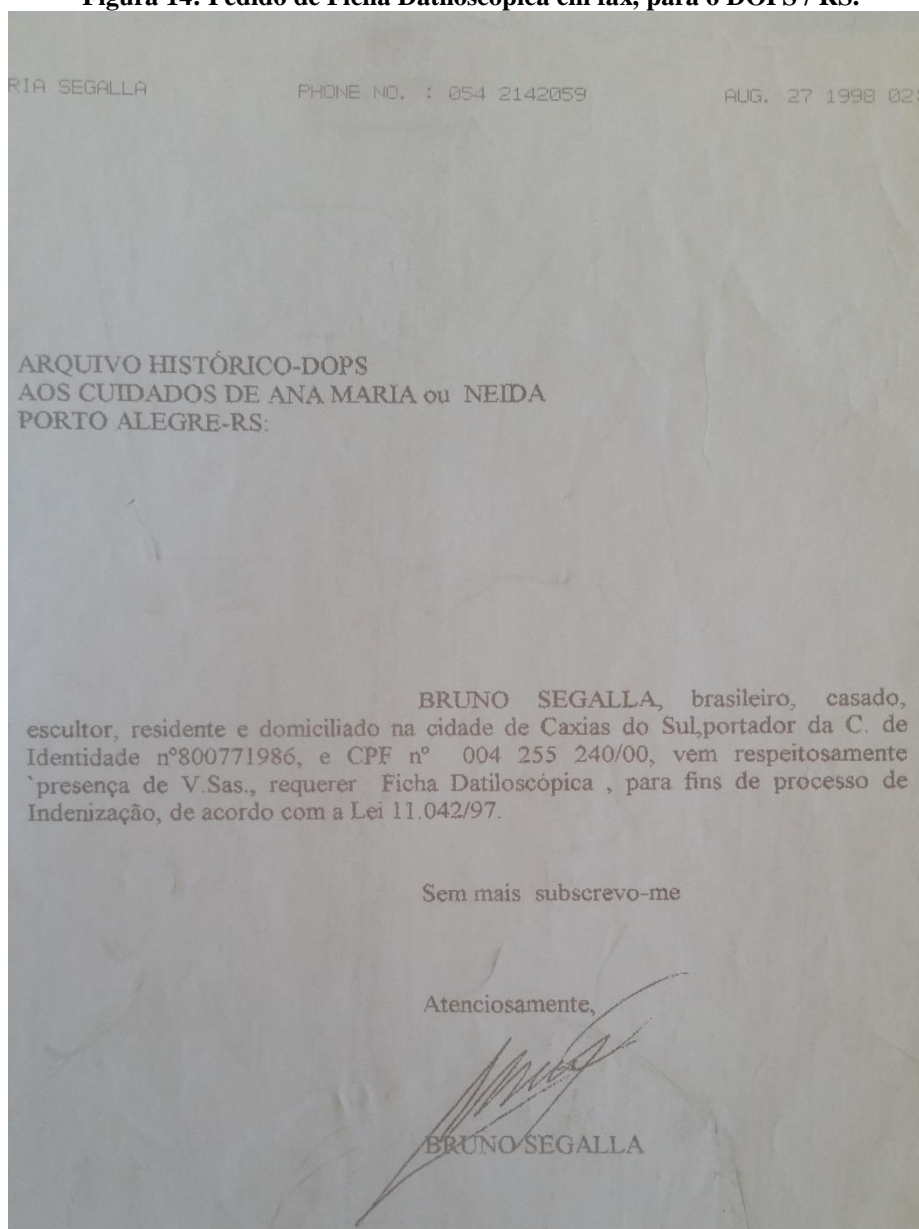 Figura 14: Pedido de Ficha Datiloscópica em fax, para o DOPS / RS.
RIA SEGALLA PHONE NO. : 054 2142059 AUG. 27 1998 02:
ARQUIVO HISTÓRICO-DOPS
AOS CUIDADOS DE ANA MARIA ou NEIDA
PORTO ALEGRE-RS:
BRUNO SEGALLA, brasileiro, casado,
escultor, residente e domiciliado na cidade de Caxias do Sul,portador da C. de
Identidade nº800771986, e CPF nº 004 255 240/00, vem respeitosamente
`presença de V.Sas., requerer Ficha Datiloscópica , para fins de processo de
Indenização, de acordo com a Lei 11.042/97.
Sem mais subscrevo-me
Atenciosamente,
BRUNO SEGALLA